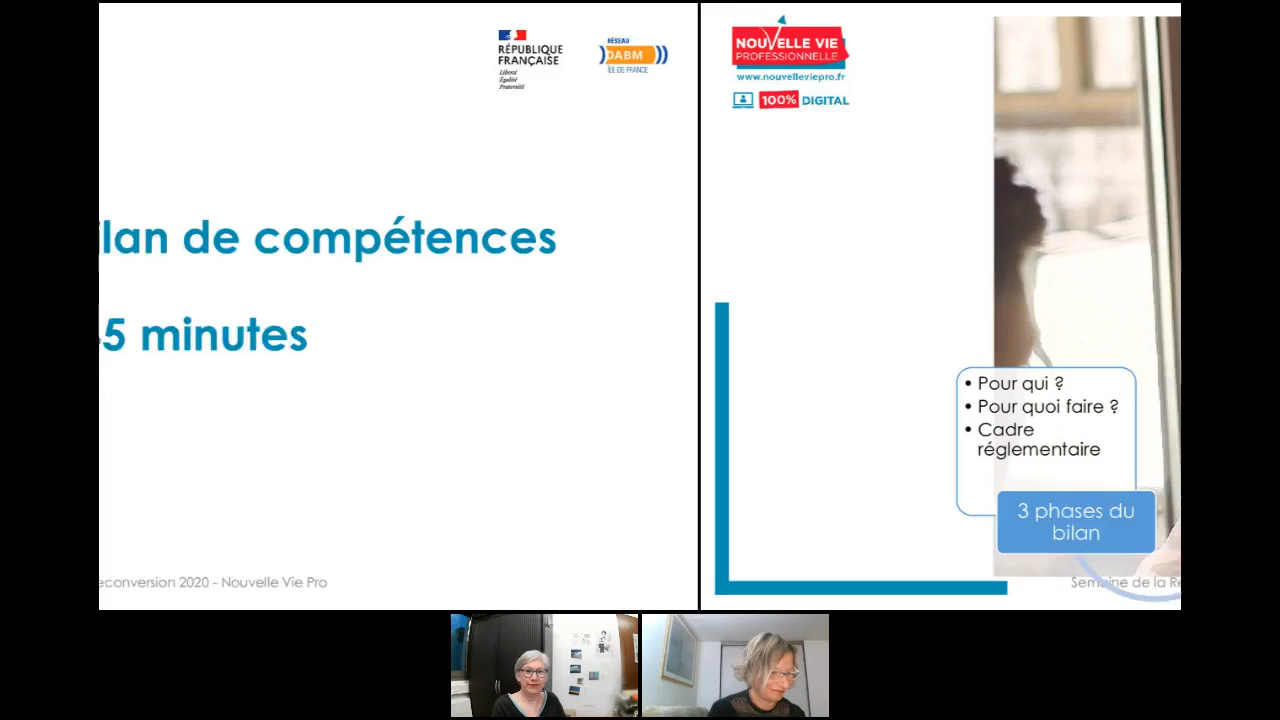 RÉPUBLIQUE
FRANÇAISE
Liberté
Égalité
Fraternité
RÉSEAU
DABM
ÎLE DE FRANCE
ilan de compétences
5 minutes
econversion 2020 - Nouvelle Vie Pro
NOUVELLE VIE
PROFESSIONNELLE
www.nouvelleviepro.fr
100% DIGITAL
• Pour qui ?
• Pour quoi faire ?
• Cadre
réglementaire
3 phases du
bilan
Semaine de la Re